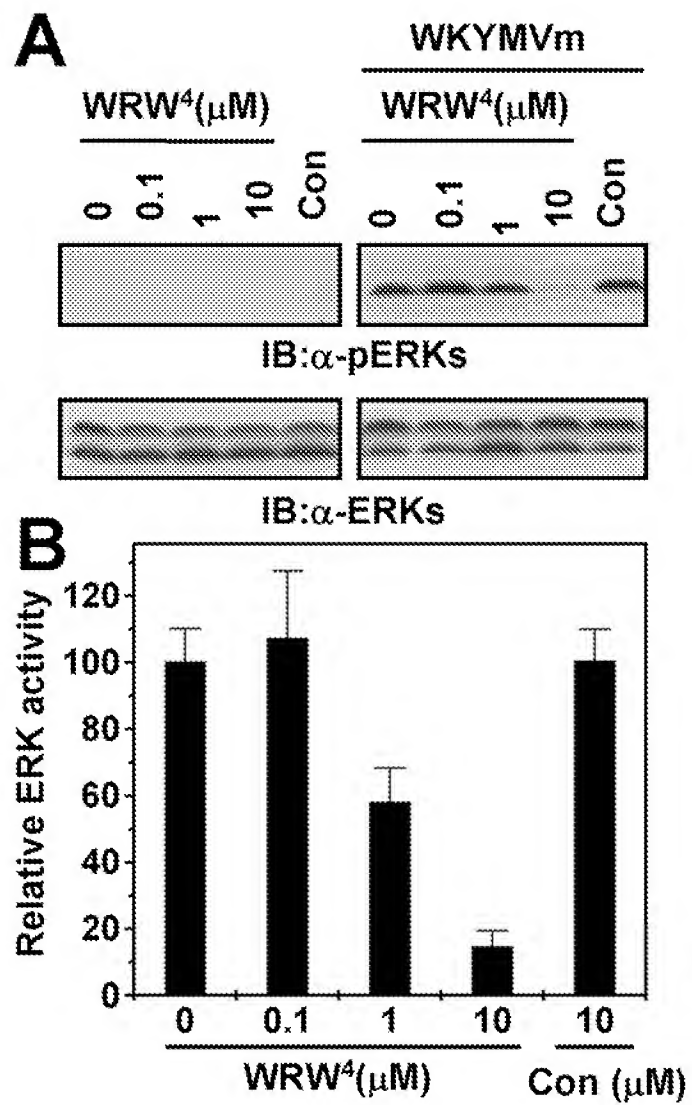 A
WKYMVm
WRW⁴(μM) WRW⁴(μM)
0 0.1 1 10 Con 0 0.1 1 10 Con
IB:α-pERKs
IB:α-ERKs
B
Relative ERK activity
120
100
80
60
40
20
0
0 0.1 1 10 10
WRW⁴(μM) Con (μM)